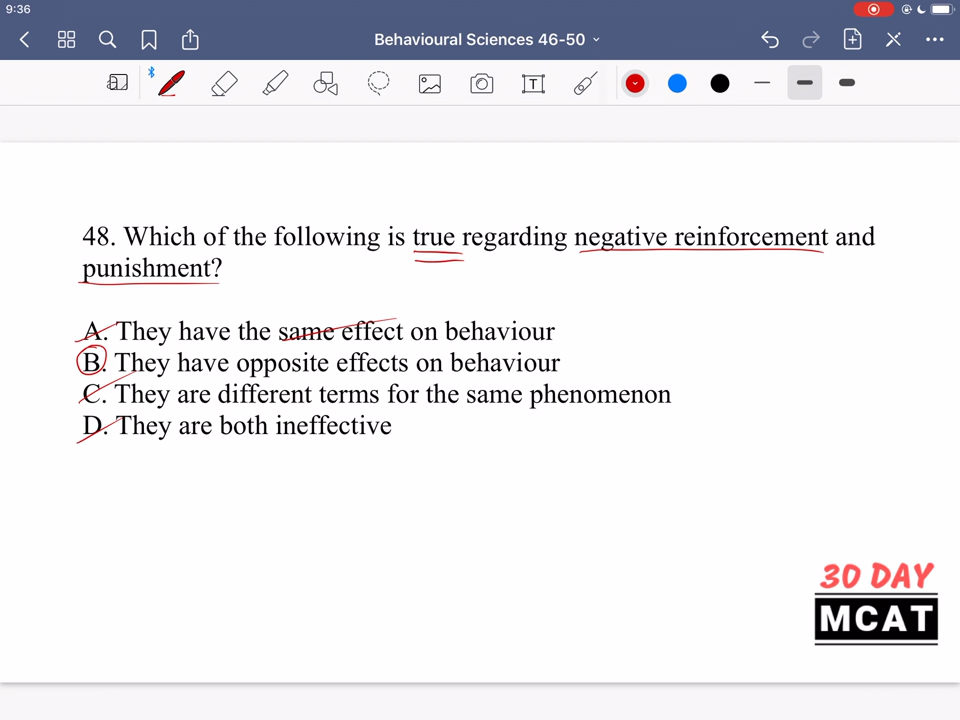 9:36
Behavioural Sciences 46-50
T
48. Which of the following is true regarding negative reinforcement and
punishment?
A. They have the same effect on behaviour
B. They have opposite effects on behaviour
C. They are different terms for the same phenomenon
D. They are both ineffective
30 DAY
MCAT